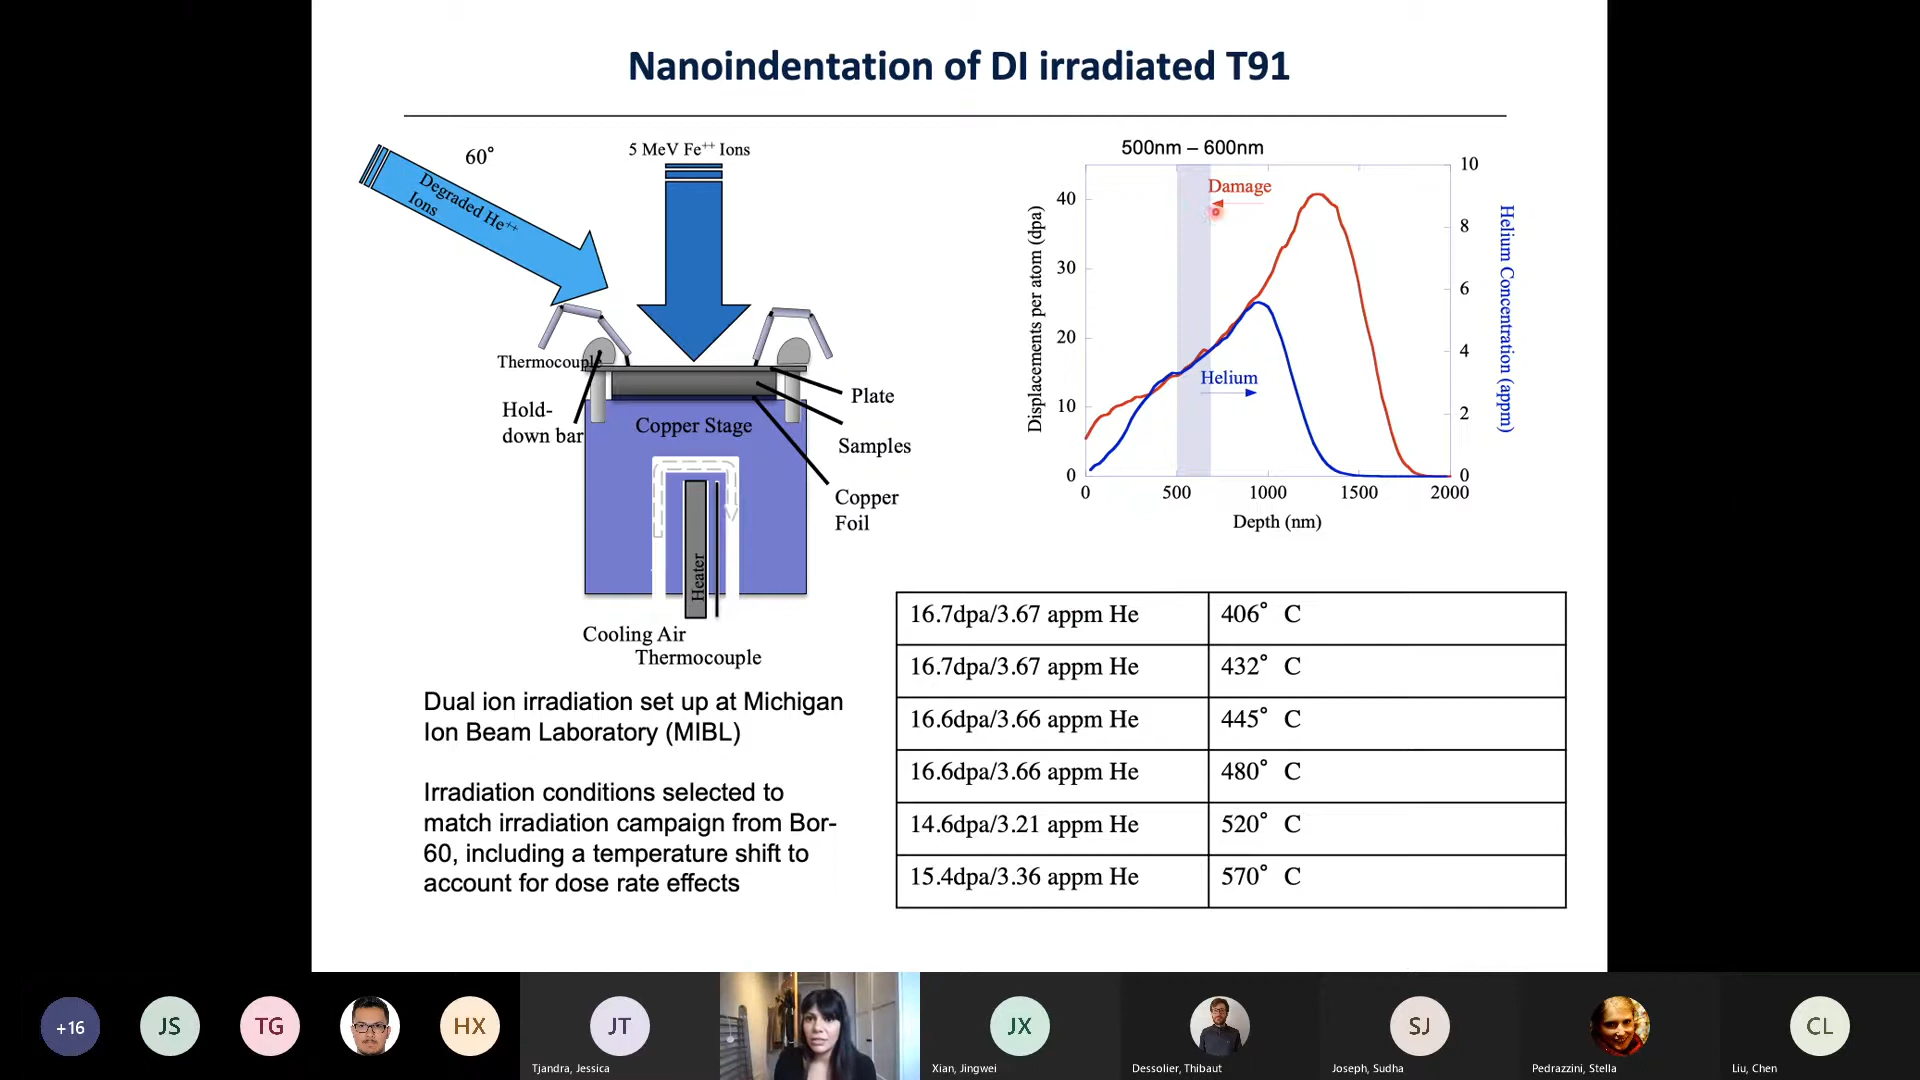 Nanoindentation of DI irradiated T91
60°
5 MeV Fe⁺⁺ Ions
Degraded He⁺⁺
Ions
Thermocouple
Hold-
down bar
Copper Stage
Plate
Samples
Copper
Foil
Heater
Cooling Air
Thermocouple
500nm – 600nm
Damage
Helium
Displacements per atom (dpa)
40
30
20
10
0
Helium Concentration (appm)
10
8
6
4
2
0
0 500 1000 1500 2000
Depth (nm)
Dual ion irradiation set up at Michigan
Ion Beam Laboratory (MIBL)
Irradiation conditions selected to
match irradiation campaign from Bor-
60, including a temperature shift to
account for dose rate effects
16.7dpa/3.67 appm He 406° C
16.7dpa/3.67 appm He 432° C
16.6dpa/3.66 appm He 445° C
16.6dpa/3.66 appm He 480° C
14.6dpa/3.21 appm He 520° C
15.4dpa/3.36 appm He 570° C
+16
JS
TG
HX
JT
Tjandra, Jessica
JX
Xian, Jingwei
Dessolier, Thibaut
SJ
Joseph, Sudha
Pedrazzini, Stella
CL
Liu, Chen